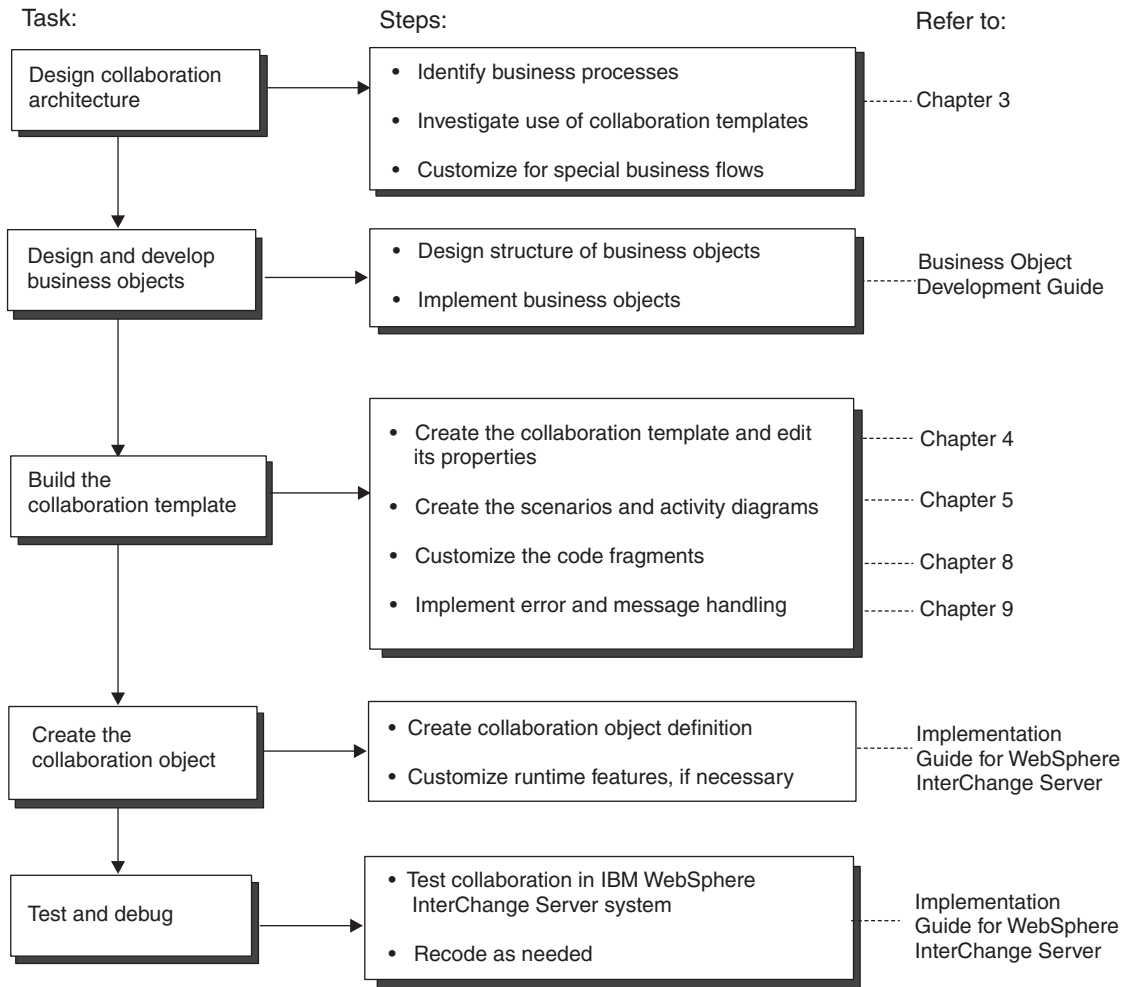 Task:
Steps:
Refer to:
Design collaboration
architecture
• Identify business processes
• Investigate use of collaboration templates
• Customize for special business flows
Chapter 3
Design and develop
business objects
• Design structure of business objects
• Implement business objects
Business Object
Development Guide
Build the
collaboration template
• Create the collaboration template and edit
its properties
• Create the scenarios and activity diagrams
• Customize the code fragments
• Implement error and message handling
Chapter 4
Chapter 5
Chapter 8
Chapter 9
Create the
collaboration object
• Create collaboration object definition
• Customize runtime features, if necessary
Implementation
Guide for WebSphere
InterChange Server
Test and debug
• Test collaboration in IBM WebSphere
InterChange Server system
• Recode as needed
Implementation
Guide for WebSphere
InterChange Server